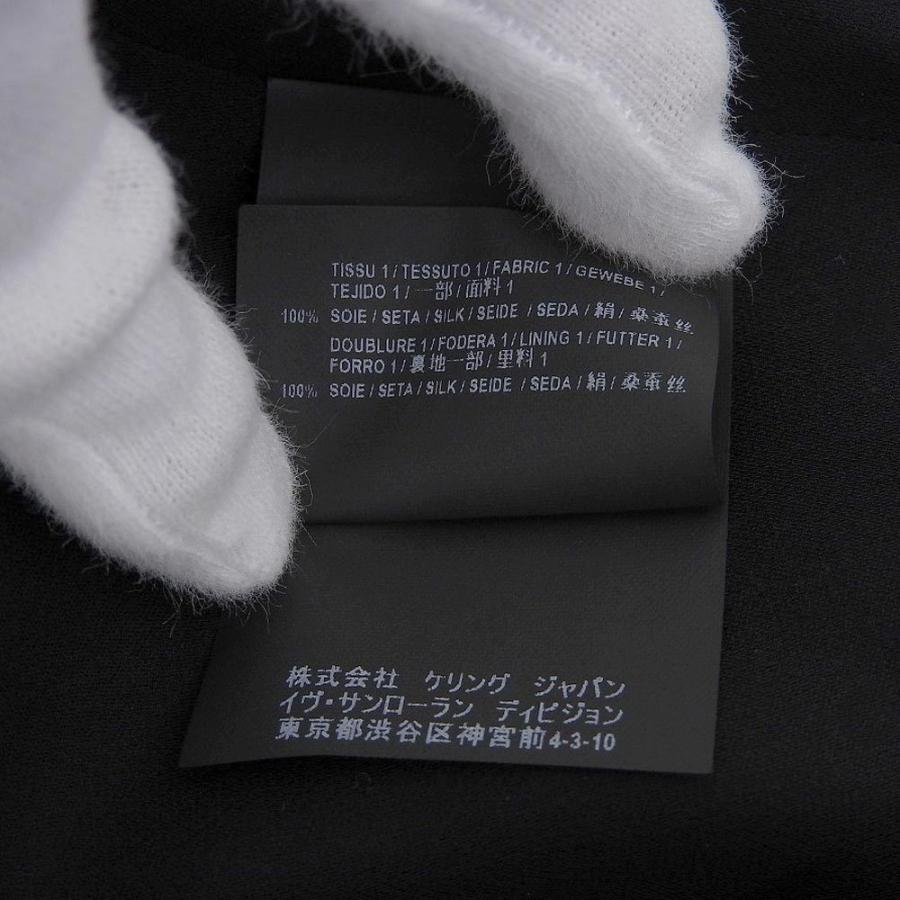 TISSU 1 / TESSUTO 1 / FABRIC 1 / GEWEBE 1 /
TEJIDO 1 / 一部 / 面料 1
100% SOIE / SETA / SILK / SEIDE / SEDA / 絹 / 桑蚕丝
DOUBLURE 1 / FODERA 1 / LINING 1 / FUTTER 1 /
FORRO 1 / 裏地一部 / 里料 1
100% SOIE / SETA / SILK / SEIDE / SEDA / 絹 / 桑蚕丝
株式会社 ケリング ジャパン
イヴ・サンローラン ディビジョン
東京都渋谷区神宮前4-3-10